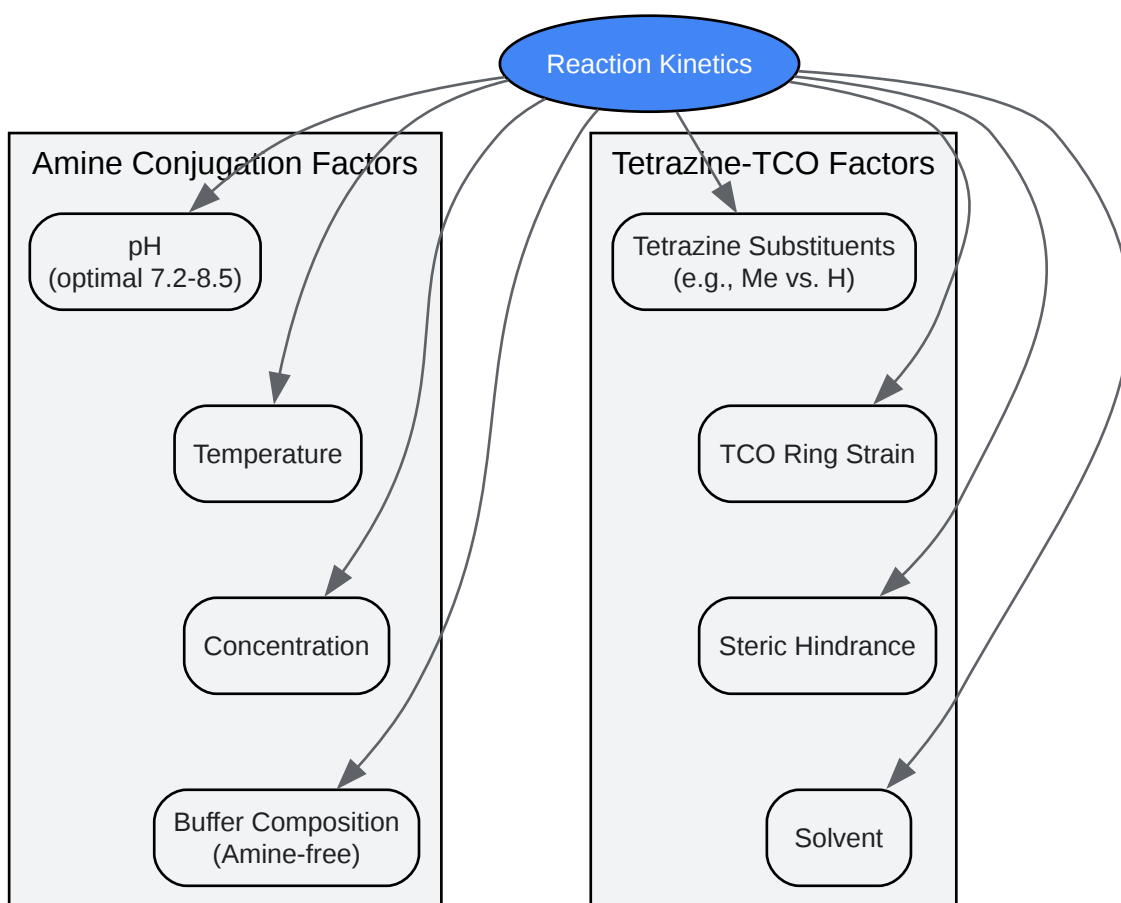 Reaction Kinetics
Amine Conjugation Factors
pH
(optimal 7.2-8.5)
Temperature
Concentration
Buffer Composition
(Amine-free)
Tetrazine-TCO Factors
Tetrazine Substituents
(e.g., Me vs. H)
TCO Ring Strain
Steric Hindrance
Solvent